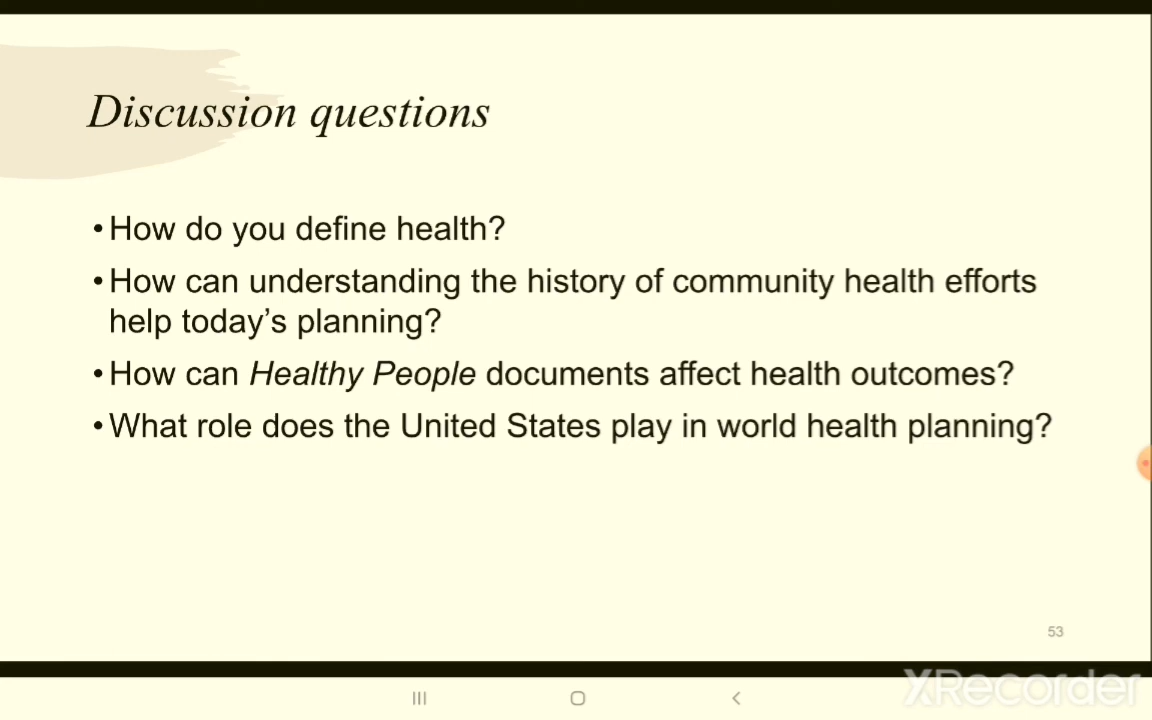 Discussion questions
• How do you define health?
• How can understanding the history of community health efforts
help today's planning?
• How can Healthy People documents affect health outcomes?
• What role does the United States play in world health planning?
53
XRecorder